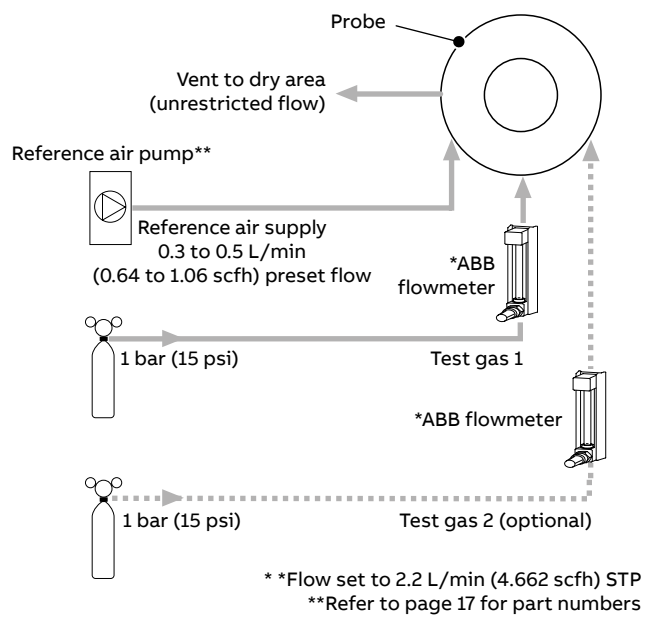 Probe
Vent to dry area
(unrestricted flow)
Reference air pump**
Reference air supply
0.3 to 0.5 L/min
(0.64 to 1.06 scfh) preset flow
*ABB
flowmeter
1 bar (15 psi)
Test gas 1
*ABB flowmeter
1 bar (15 psi)
Test gas 2 (optional)
* *Flow set to 2.2 L/min (4.662 scfh) STP
**Refer to page 17 for part numbers